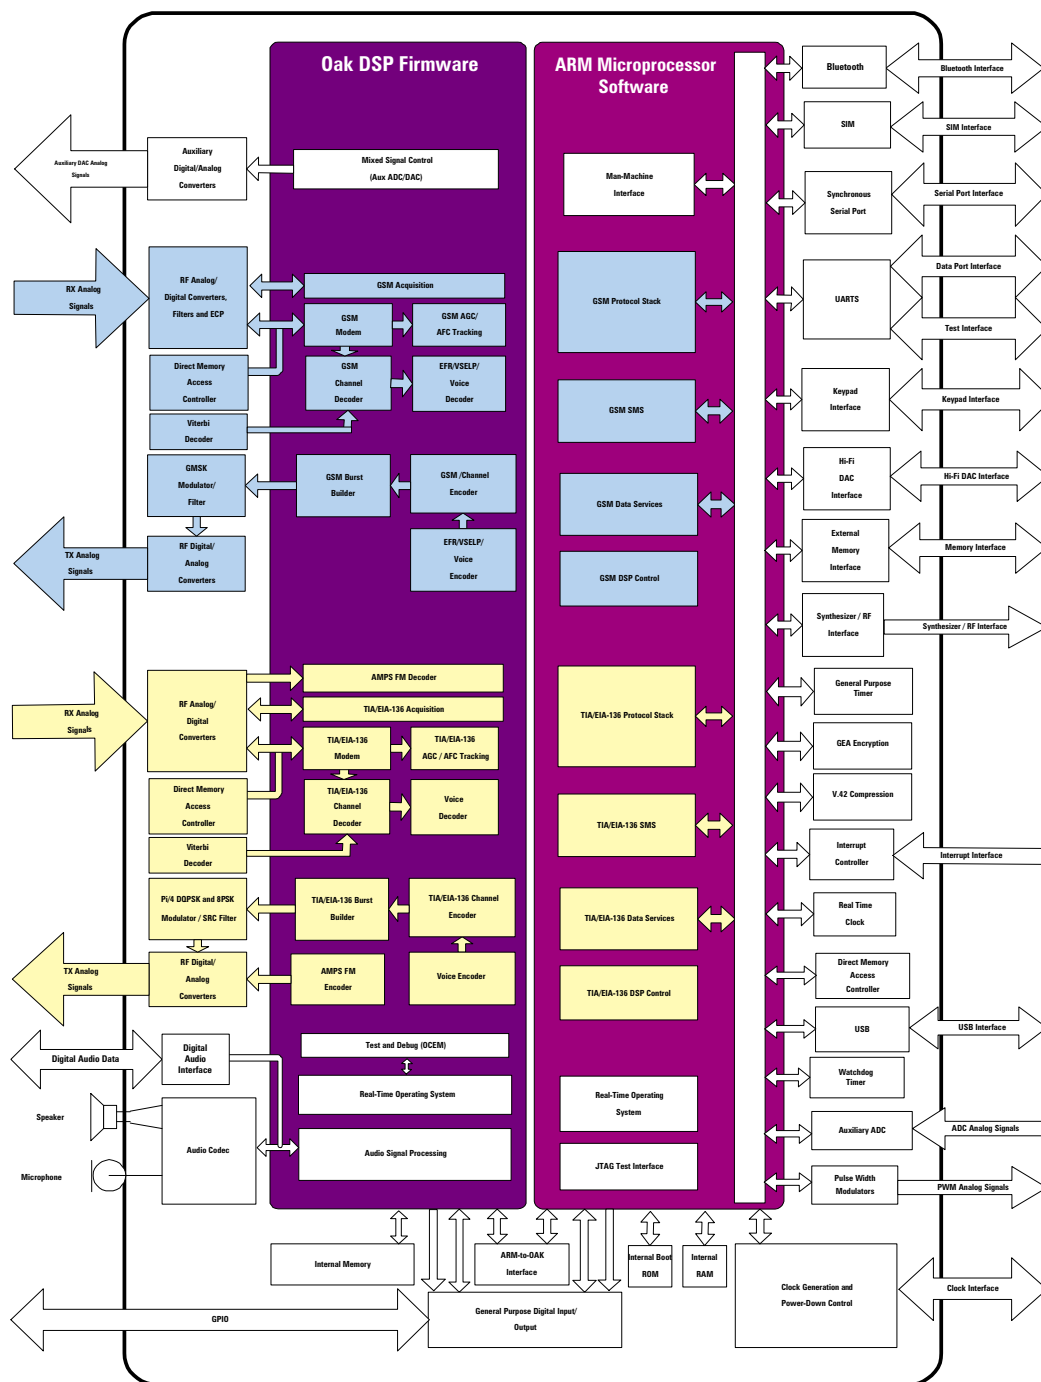 Oak DSP Firmware
ARM Microprocessor
Software
Bluetooth
Bluetooth Interface
SIM
SIM Interface
Auxiliary DAC Analog
Signals
Auxiliary
Digital/Analog
Converters
Mixed Signal Control
(Aux ADC/DAC)
Man-Machine
Interface
Synchronous
Serial Port
Serial Port Interface
RX Analog
Signals
RF Analog/
Digital Converters,
Filters and ECP
GSM Acquisition
GSM
Modem
GSM AGC/
AFC Tracking
GSM Protocol Stack
UARTS
Data Port Interface
Test Interface
Direct Memory
Access
Controller
GSM
Channel
Decoder
EFR/VSELP/
Voice
Decoder
Viterbi
Decoder
GSM SMS
Keypad
Interface
Keypad Interface
GMSK
Modulator/
Filter
GSM Burst
Builder
GSM /Channel
Encoder
GSM Data Services
Hi-Fi
DAC
Interface
Hi-Fi DAC Interface
TX Analog
Signals
RF Digital/
Analog
Converters
EFR/VSELP/
Voice
Encoder
GSM DSP Control
External
Memory
Interface
Memory Interface
Synthesizer / RF
Interface
Synthesizer / RF Interface
RX Analog
Signals
RF Analog/
Digital
Converters
AMPS FM Decoder
TIA/EIA-136 Acquisition
TIA/EIA-136
Modem
TIA/EIA-136
AGC / AFC Tracking
TIA/EIA-136 Protocol Stack
General Purpose
Timer
GEA Encryption
Direct Memory
Access
Controller
TIA/EIA-136
Channel
Decoder
Voice
Decoder
V.42 Compression
Viterbi
Decoder
TIA/EIA-136 SMS
Interrupt
Controller
Interrupt Interface
Pi/4 DQPSK and 8PSK
Modulator / SRC Filter
TIA/EIA-136 Burst
Builder
TIA/EIA-136 Channel
Encoder
TIA/EIA-136 Data Services
Real Time
Clock
TX Analog
Signals
RF Digital/
Analog
Converters
AMPS FM
Encoder
Voice Encoder
TIA/EIA-136 DSP Control
Direct Memory
Access
Controller
USB
USB Interface
Digital Audio Data
Digital
Audio
Interface
Test and Debug (OCEM)
Real-Time Operating System
Real-Time Operating
System
Watchdog
Timer
Speaker
Audio Codec
Audio Signal Processing
Auxiliary ADC
ADC Analog Signals
Microphone
JTAG Test Interface
Pulse Width
Modulators
PWM Analog Signals
Internal Memory
ARM-to-OAK
Interface
Internal Boot
ROM
Internal
RAM
Clock Generation and
Power-Down Control
Clock Interface
GPIO
General Purpose Digital Input/
Output